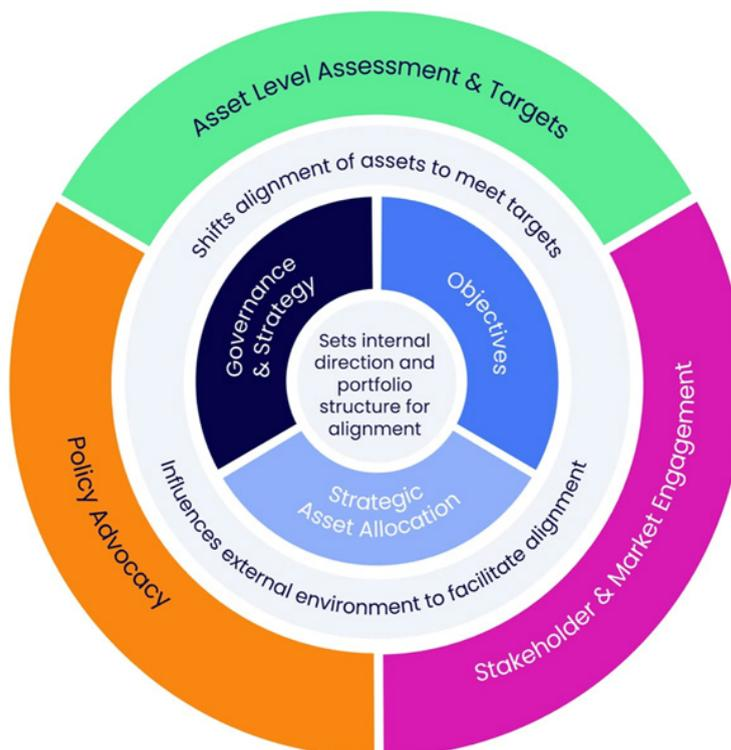 Asset Level Assessment & Targets
Shifts alignment of assets to meet targets
Governance
& Strategy
Objectives
Sets internal
direction and
portfolio
structure for
alignment
Strategic
Asset Allocation
Influences external environment to facilitate alignment
Policy Advocacy
Stakeholder & Market Engagement